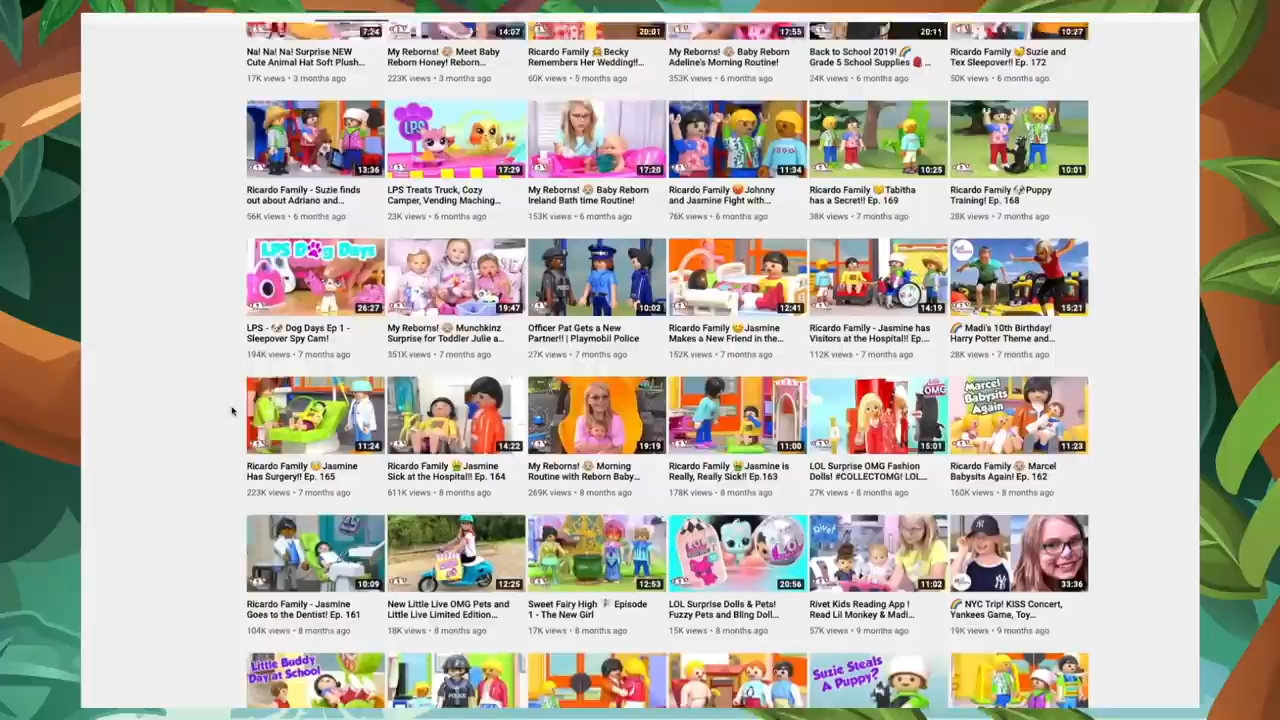 7:24
14:07
20:01
17:55
20:11
10:27
Na! Na! Na! Surprise NEW
Cute Animal Hat Soft Plush...
17K views • 3 months ago
My Reborns! 👶🏼 Meet Baby
Reborn Honey! Reborn...
223K views • 3 months ago
Ricardo Family 👰Becky
Remembers Her Wedding!!...
60K views • 5 months ago
My Reborns! 👶🏼 Baby Reborn
Adeline's Morning Routine!
353K views • 6 months ago
Back to School 2019! 🌈
Grade 5 School Supplies 🎒...
24K views • 6 months ago
Ricardo Family 😴Suzie and
Tex Sleepover!! Ep. 172
50K views • 6 months ago
13:36
LPS
17:29
17:20
11:34
10:25
10:01
Ricardo Family - Suzie finds
out about Adriano and...
56K views • 6 months ago
LPS Treats Truck, Cozy
Camper, Vending Maching...
23K views • 6 months ago
My Reborns! 👶🏼 Baby Reborn
Ireland Bath time Routine!
153K views • 6 months ago
Ricardo Family 😡Johnny
and Jasmine Fight with...
76K views • 6 months ago
Ricardo Family 🤫Tabitha
has a Secret!! Ep. 169
38K views • 7 months ago
Ricardo Family 🐶Puppy
Training! Ep. 168
28K views • 7 months ago
LPS Dog Days
26:27
19:47
POLICE
10:02
12:41
14:19
15:21
LPS - 🐶 Dog Days Ep 1 -
Sleepover Spy Cam!
194K views • 7 months ago
My Reborns! 👶🏼 Munchkinz
Surprise for Toddler Julie a...
351K views • 7 months ago
Officer Pat Gets a New
Partner!! | Playmobil Police
27K views • 7 months ago
Ricardo Family 😊Jasmine
Makes a New Friend in the...
152K views • 7 months ago
Ricardo Family - Jasmine has
Visitors at the Hospital!! Ep....
112K views • 7 months ago
🌈 Madi's 10th Birthday!
Harry Potter Theme and...
28K views • 7 months ago
11:24
14:22
19:19
11:00
OMG
15:01
Marcel
Babysits
Again
11:23
Ricardo Family 😇Jasmine
Has Surgery!! Ep. 165
223K views • 7 months ago
Ricardo Family 🤮Jasmine
Sick at the Hospital!! Ep. 164
611K views • 8 months ago
My Reborns! 👶🏼 Morning
Routine with Reborn Baby...
269K views • 8 months ago
Ricardo Family 🤮Jasmine is
Really, Really Sick!! Ep.163
178K views • 8 months ago
LOL Surprise OMG Fashion
Dolls! #COLLECTOMG! LOL...
27K views • 8 months ago
Ricardo Family 👶🏼 Marcel
Babysits Again! Ep. 162
160K views • 8 months ago
10:09
12:25
12:53
LOL
20:56
Rivet
11:02
NY
33:36
Ricardo Family - Jasmine
Goes to the Dentist! Ep. 161
104K views • 8 months ago
New Little Live OMG Pets and
Little Live Limited Edition...
18K views • 8 months ago
Sweet Fairy High 🧚 Episode
1 - The New Girl
17K views • 8 months ago
LOL Surprise Dolls & Pets!
Fuzzy Pets and Bling Doll...
15K views • 8 months ago
Rivet Kids Reading App !
Read Lil Monkey & Madi...
57K views • 9 months ago
🌈 NYC Trip! KISS Concert,
Yankees Game, Toy...
19K views • 9 months ago
Little Buddy
Day at School
POLICE
Suzie Steals
A Puppy?